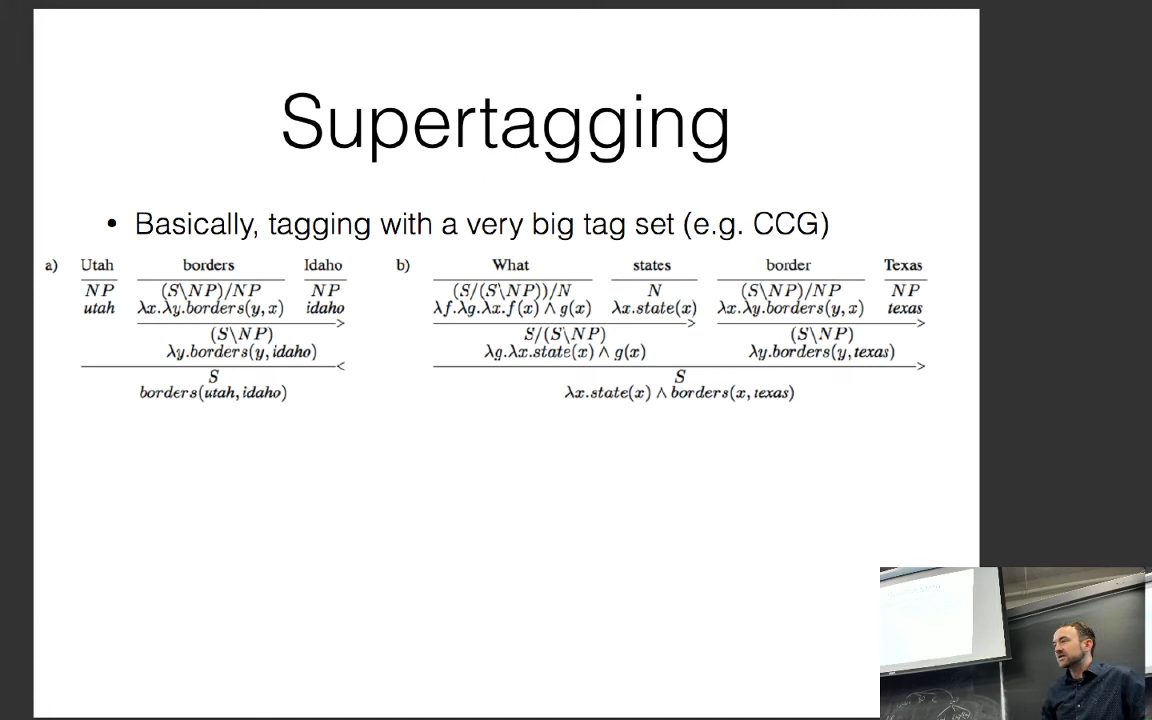 Supertagging
• Basically, tagging with a very big tag set (e.g. CCG)
a) Utah borders Idaho b) What states border Texas
NP (S\NP)/NP NP (S/(S\NP))/N N (S\NP)/NP NP
utah λx.λy.borders(y, x) idaho λf.λg.λx.f(x) ∧ g(x) λx.state(x) λx.λy.borders(y, x) texas
> > >
(S\NP) S/(S\NP) (S\NP)
λy.borders(y, idaho) λg.λx.state(x) ∧ g(x) λy.borders(y, texas)
< >
S S
borders(utah, idaho) λx.state(x) ∧ borders(x, texas)